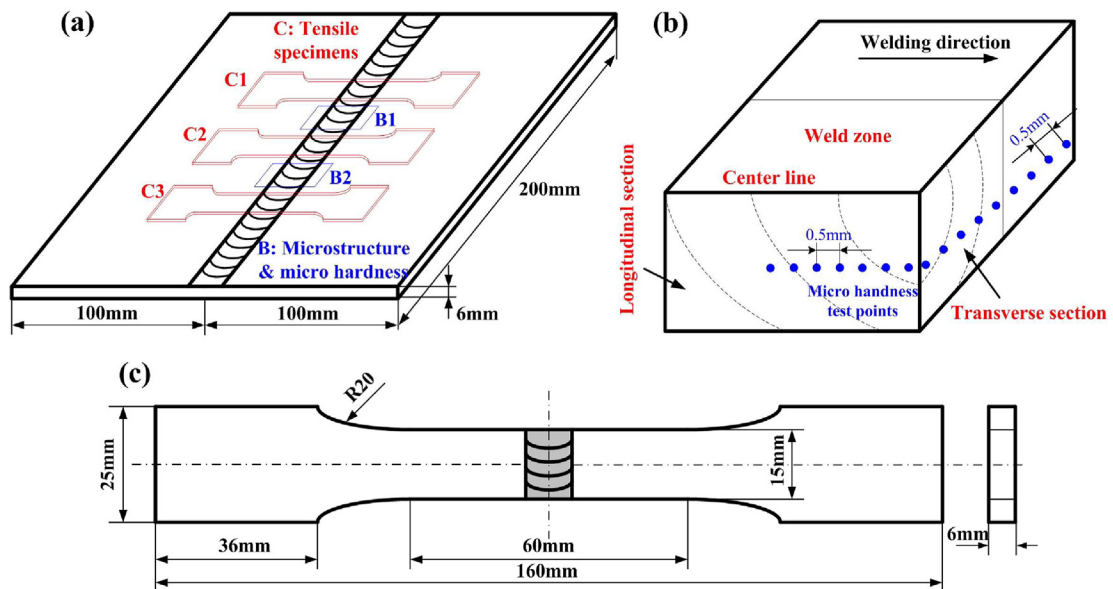 (a)
C: Tensile
specimens
C1
B1
C2
B2
C3
200mm
B: Microstructure
& micro hardness
6mm
100mm
100mm
(b)
Welding direction
Weld zone
0.5mm
Center line
Longitudinal section
0.5mm
Micro handness
test points
Transverse section
(c)
R20
25mm
15mm
36mm
60mm
6mm
160mm